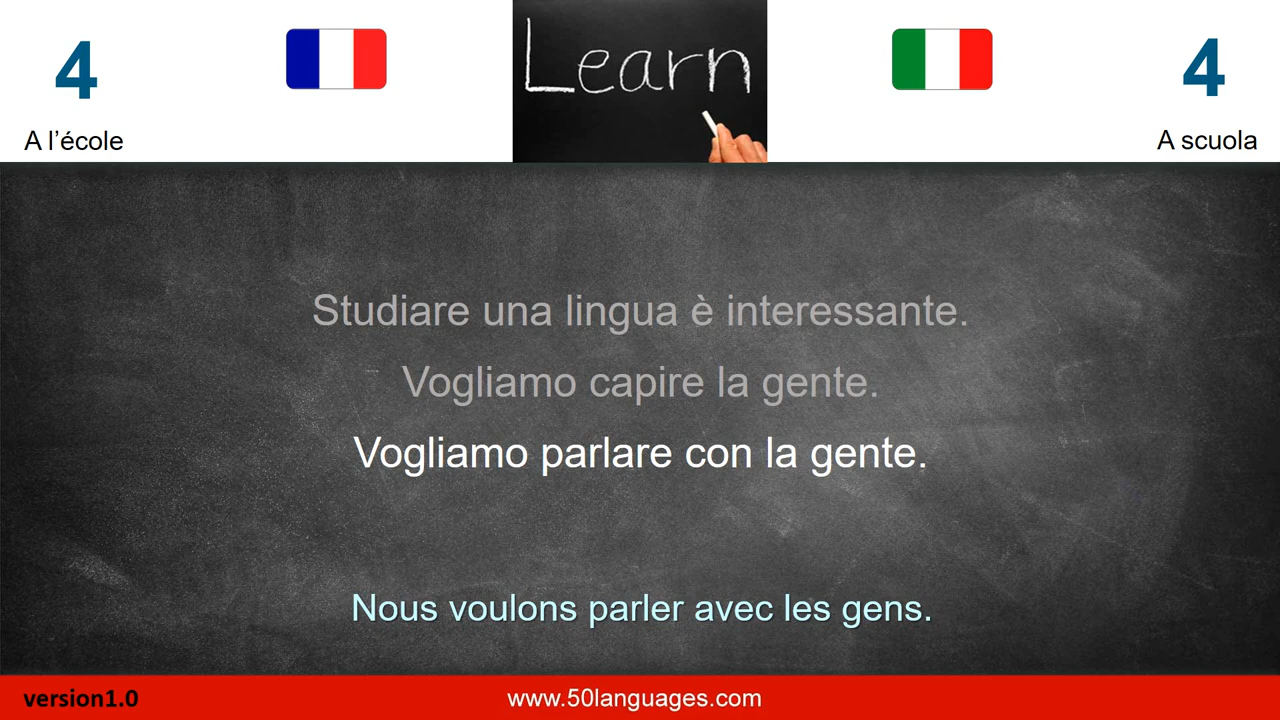 4
A l’école
Learn
4
A scuola
Studiare una lingua è interessante.
Vogliamo capire la gente.
Vogliamo parlare con la gente.
Nous voulons parler avec les gens.
version1.0
www.50languages.com